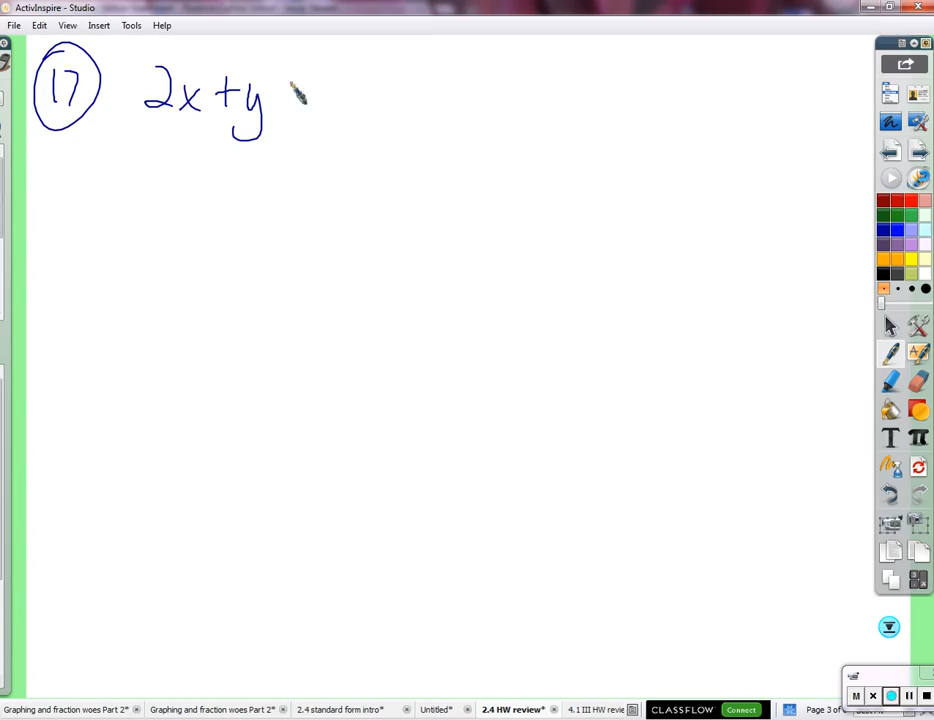 ActivInspire - Studio
File Edit View Insert Tools Help
17 2x + y
Graphing and fraction woes Part 2* Graphing and fraction woes Part 2* 2.4 standard form intro* Untitled* 2.4 HW review* 4.1 III HW revie CLASSFLOW Connect Page 3 of
M